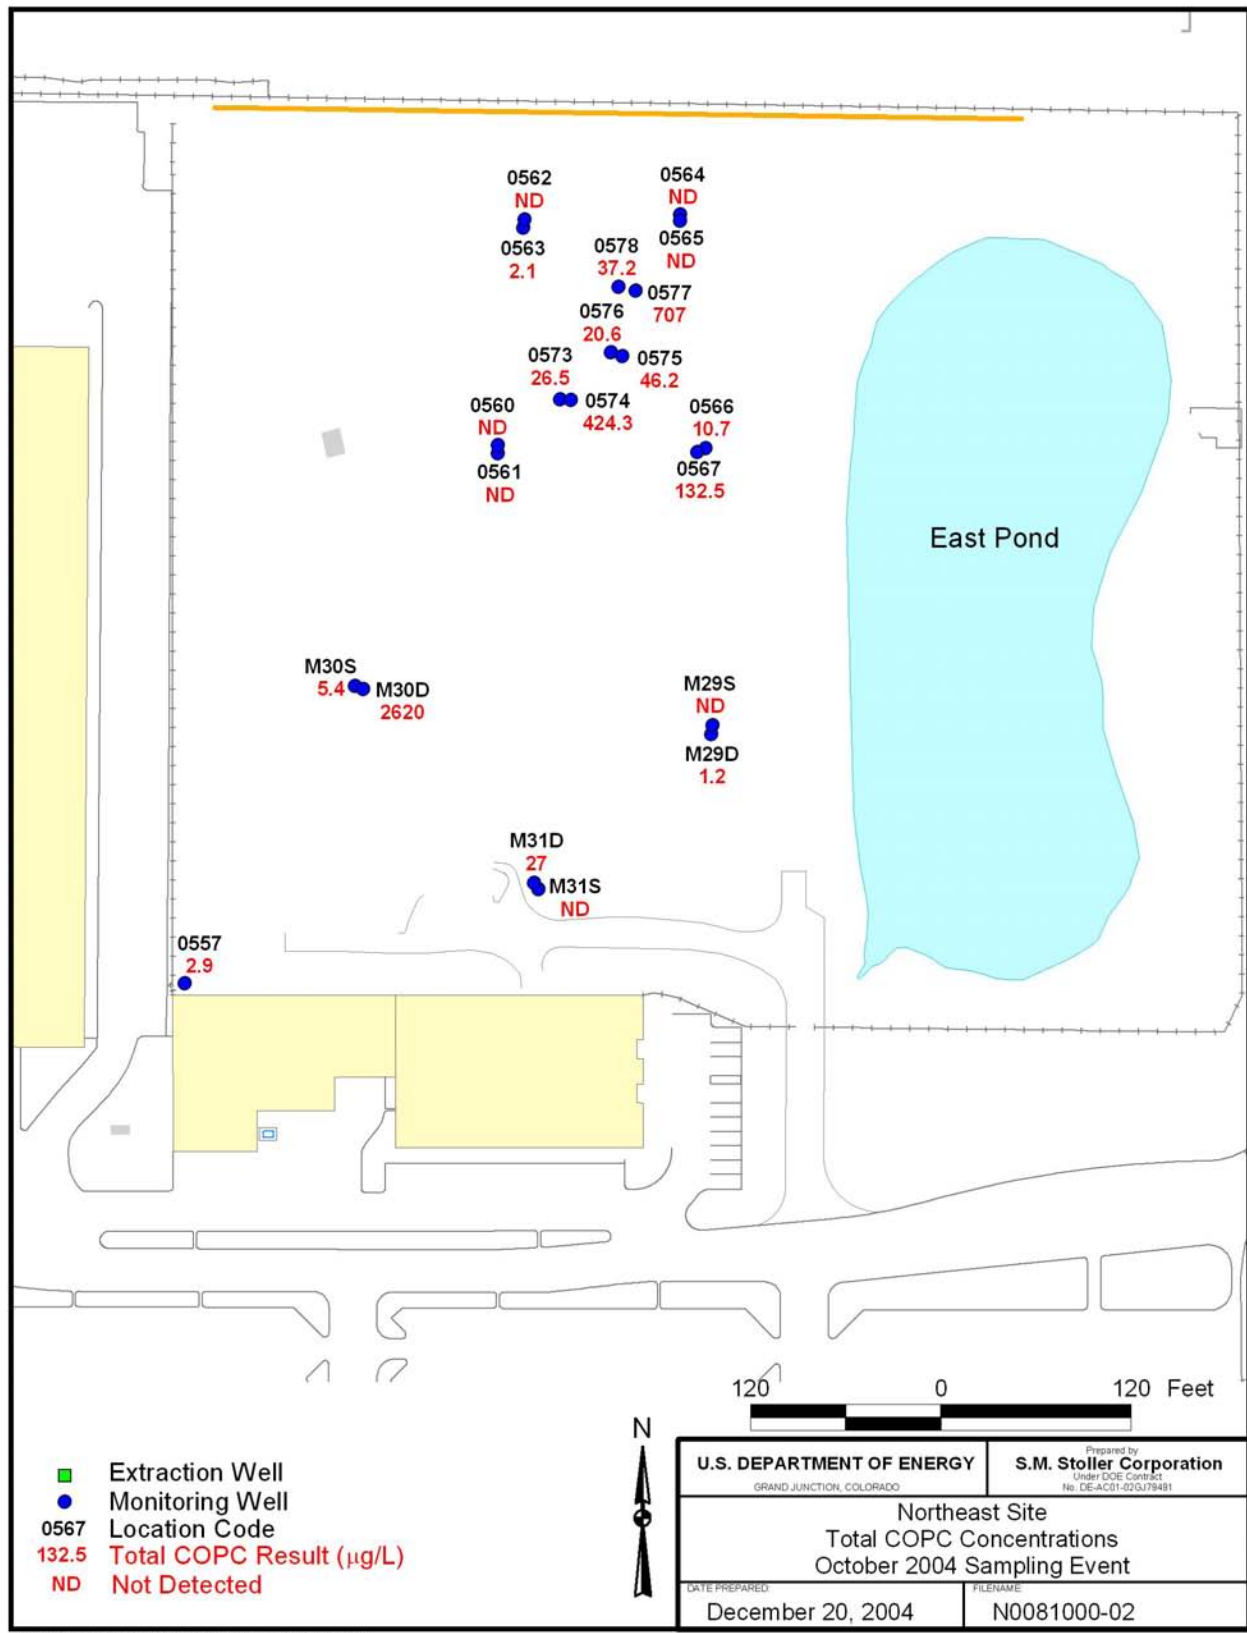 0562
ND
0563
2.1
0564
ND
0565
ND
0578
37.2
0577
707
0576
20.6
0575
46.2
0573
26.5
0574
424.3
0560
ND
0561
ND
0566
10.7
0567
132.5
East Pond
M30S
5.4
M30D
2620
M29S
ND
M29D
1.2
M31D
27
M31S
ND
0557
2.9
120 0 120 Feet
N
Extraction Well
Monitoring Well
0567 Location Code
132.5 Total COPC Result (µg/L)
ND Not Detected
U.S. DEPARTMENT OF ENERGY
GRAND JUNCTION, COLORADO
Prepared by
S.M. Stoller Corporation
Under DOE Contract
No. DE-AC01-02GJ79491
Northeast Site
Total COPC Concentrations
October 2004 Sampling Event
DATE PREPARED:
December 20, 2004
FILENAME:
N0081000-02